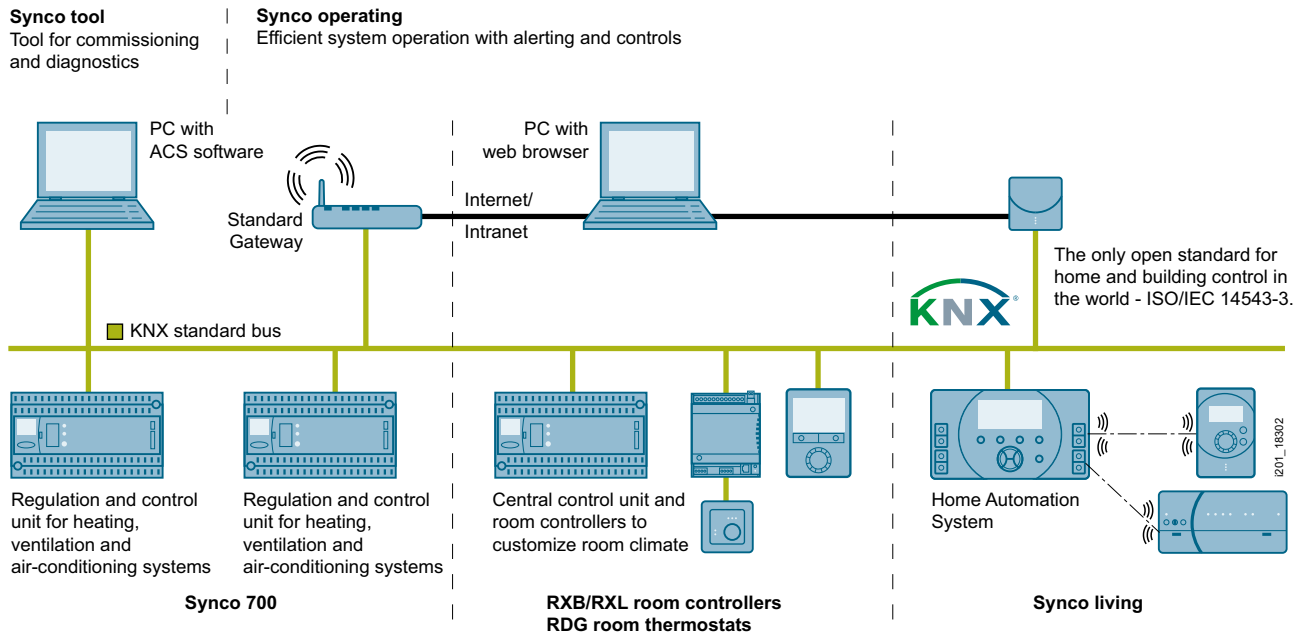 Synco tool
Tool for commissioning
and diagnostics
Synco operating
Efficient system operation with alerting and controls
PC with
ACS software
Standard
Gateway
Internet/
Intranet
PC with
web browser
The only open standard for
home and building control in
the world - ISO/IEC 14543-3.
KNX®
KNX standard bus
Regulation and control
unit for heating,
ventilation and
air-conditioning systems
Regulation and control
unit for heating,
ventilation and
air-conditioning systems
Central control unit and
room controllers to
customize room climate
Home Automation
System
i201_18302
Synco 700
RXB/RXL room controllers
RDG room thermostats
Synco living